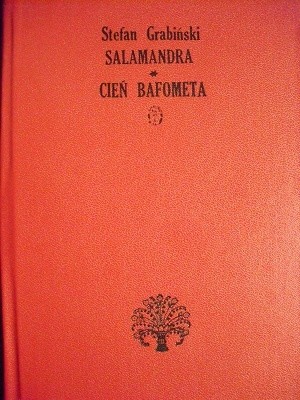 Stefan Grabiński
SALAMANDRA
*
CIEŃ BAFOMETA